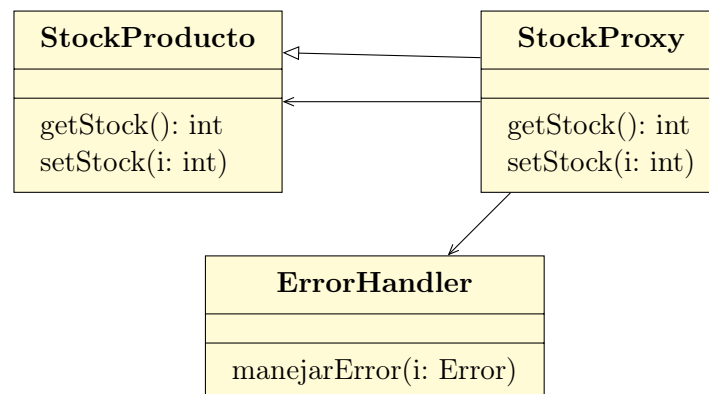 StockProducto
getStock(): int
setStock(i: int)
StockProxy
getStock(): int
setStock(i: int)
ErrorHandler
manejarError(i: Error)